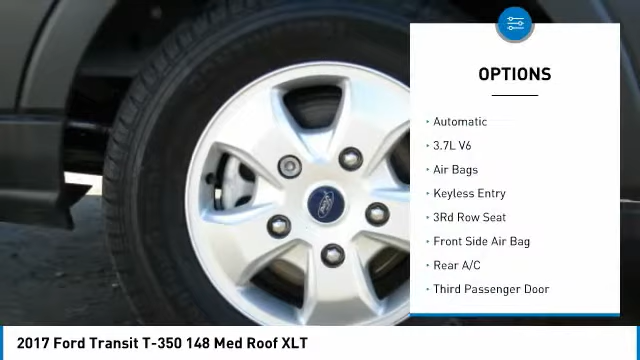 OPTIONS
• Automatic
• 3.7L V6
• Air Bags
• Keyless Entry
• 3Rd Row Seat
• Front Side Air Bag
• Rear A/C
• Third Passenger Door
Ford
2017 Ford Transit T-350 148 Med Roof XLT